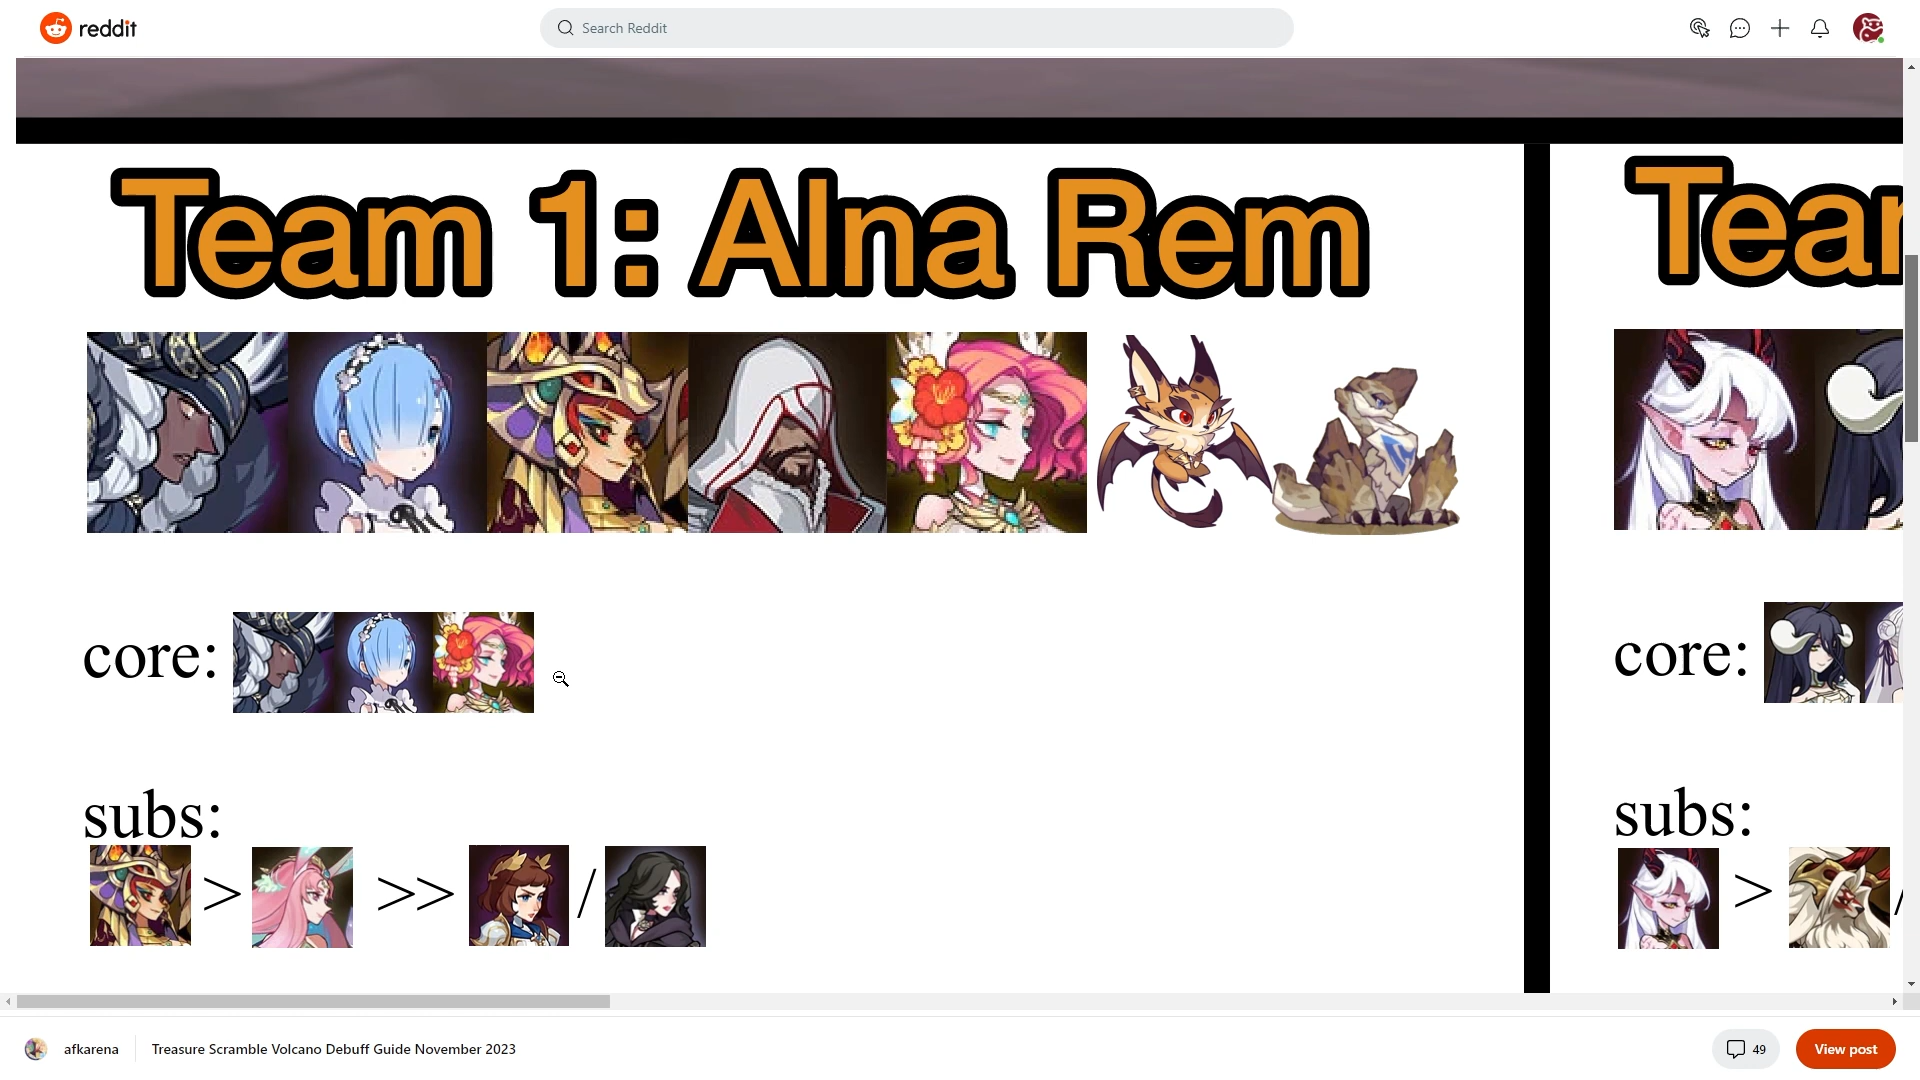 reddit
Search Reddit
Team 1: Alna Rem
Tea
core:
core:
subs:
subs:
> >> /
>
afkarena
Treasure Scramble Volcano Debuff Guide November 2023
49
View post